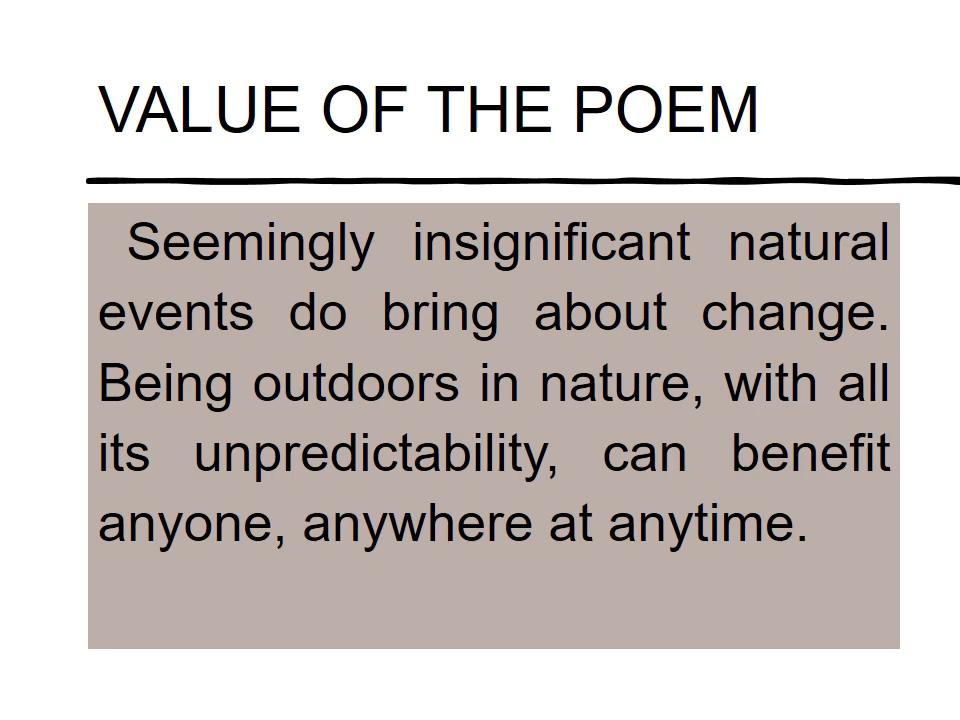 VALUE OF THE POEM
Seemingly insignificant natural
events do bring about change.
Being outdoors in nature, with all
its unpredictability, can benefit
anyone, anywhere at anytime.